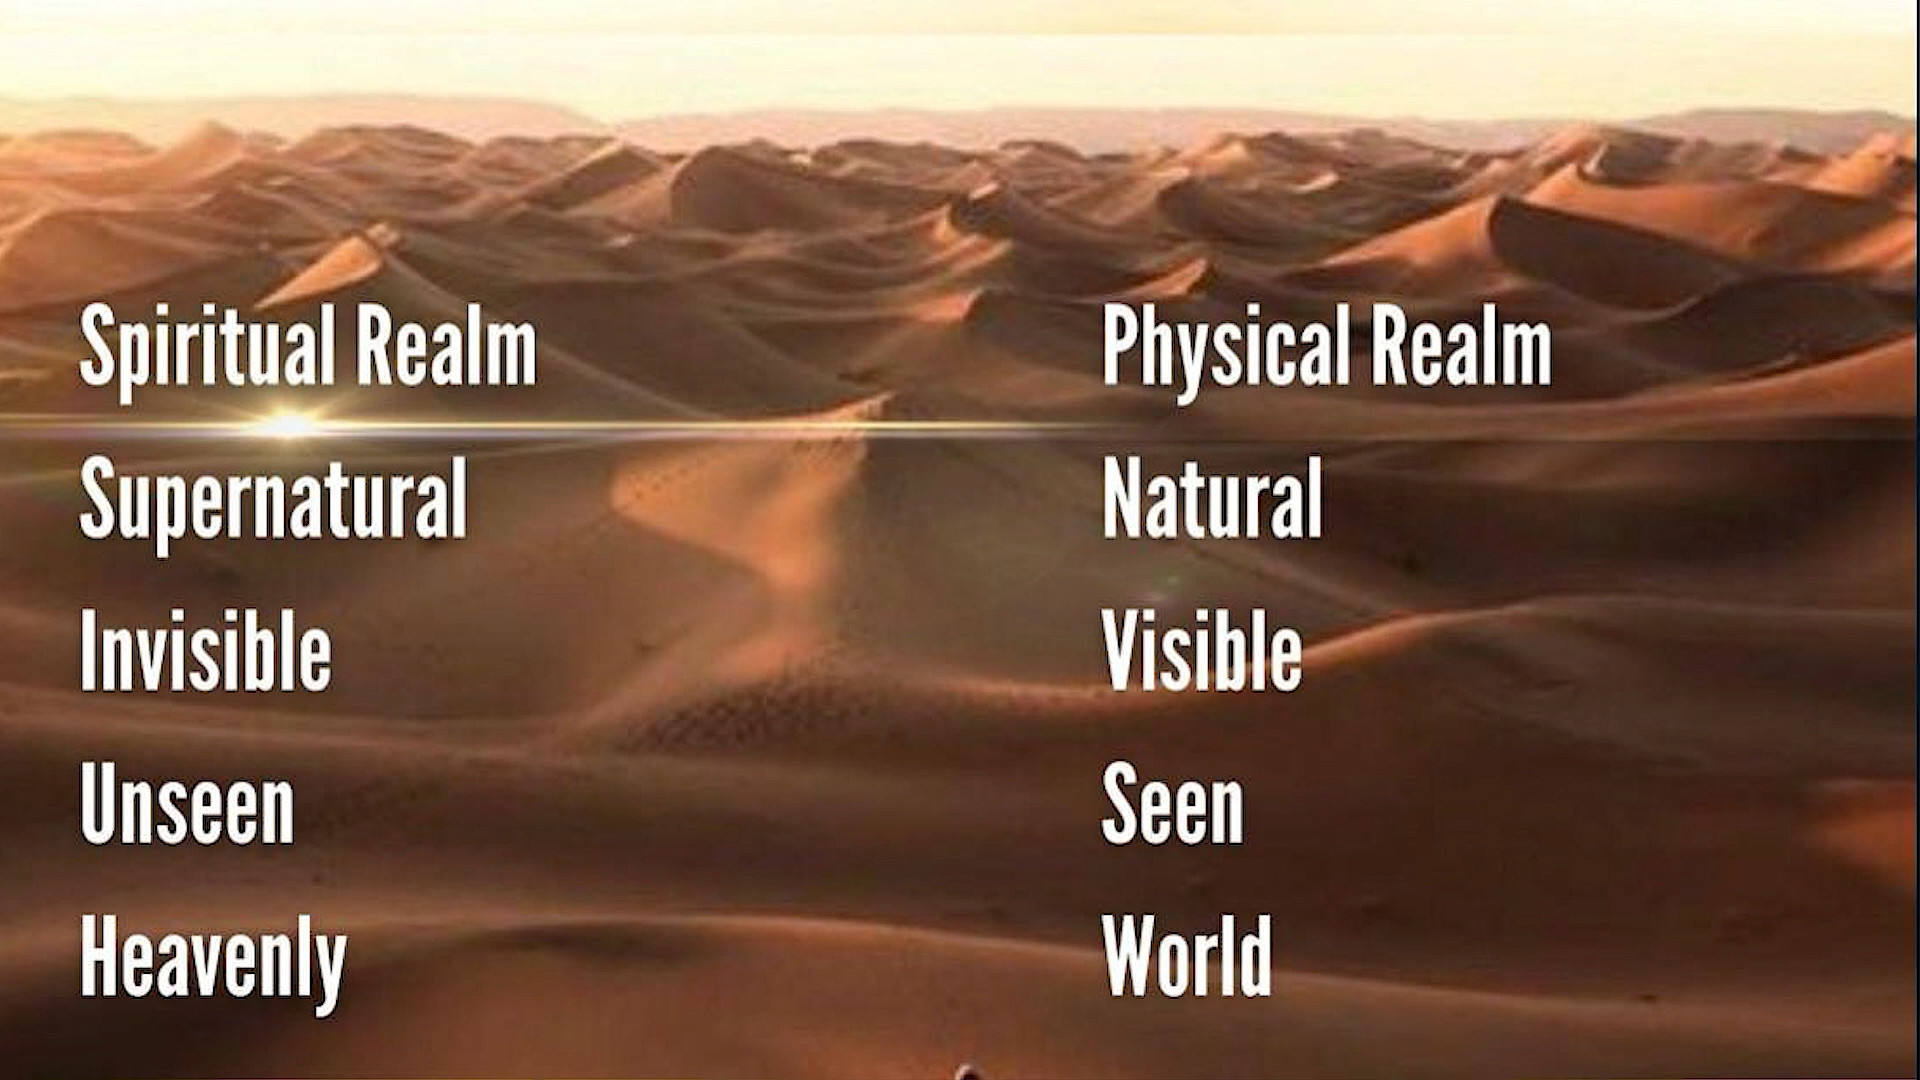 Spiritual Realm
Physical Realm
Supernatural
Natural
Invisible
Visible
Unseen
Seen
Heavenly
World